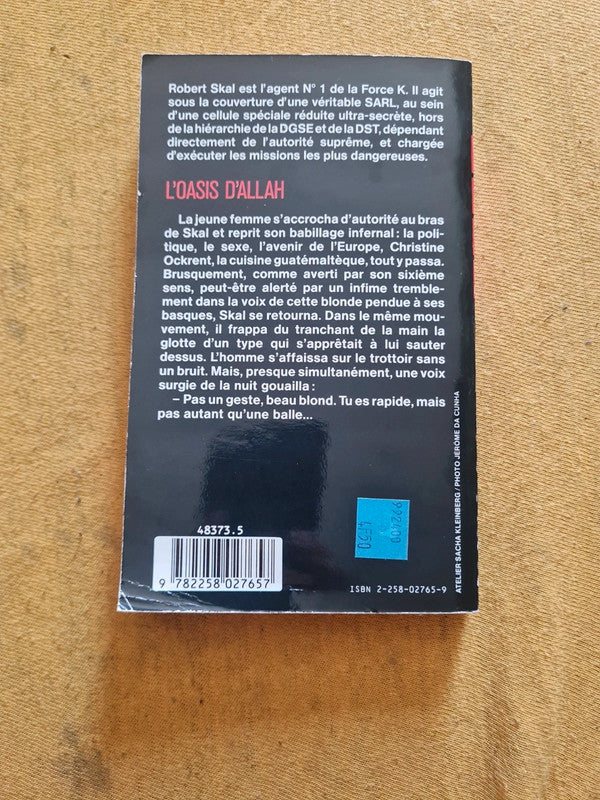 Robert Skal est l'agent N° 1 de la Force K. Il agit
sous la couverture d'une véritable SARL, au sein
d'une cellule spéciale réduite ultra-secrète, hors
de la hiérarchie de la DGSE et de la DST, dépendant
directement de l'autorité suprême, et chargée
d'exécuter les missions les plus dangereuses.
L'OASIS D'ALLAH
La jeune femme s'accrocha d'autorité au bras
de Skal et reprit son babillage infernal : la poli-
tique, le sexe, l'avenir de l'Europe, Christine
Ockrent, la cuisine guatémaltèque, tout y passa.
Brusquement, comme averti par son sixième
sens, peut-être alerté par un infime tremble-
ment dans la voix de cette blonde pendue à ses
basques, Skal se retourna. Dans le même mou-
vement, il frappa du tranchant de la main la
glotte d'un type qui s'apprêtait à lui sauter
dessus. L'homme s'affaissa sur le trottoir sans
un bruit. Mais, presque simultanément, une voix
surgie de la nuit gouailla :
– Pas un geste, beau blond. Tu es rapide, mais
pas autant qu'une balle...
ATELIER SACHA KLEINBERG / PHOTO JÉRÔME DA CUNHA
922400
4F50
48373.5
9 782258 027657
ISBN 2-258-02765-9